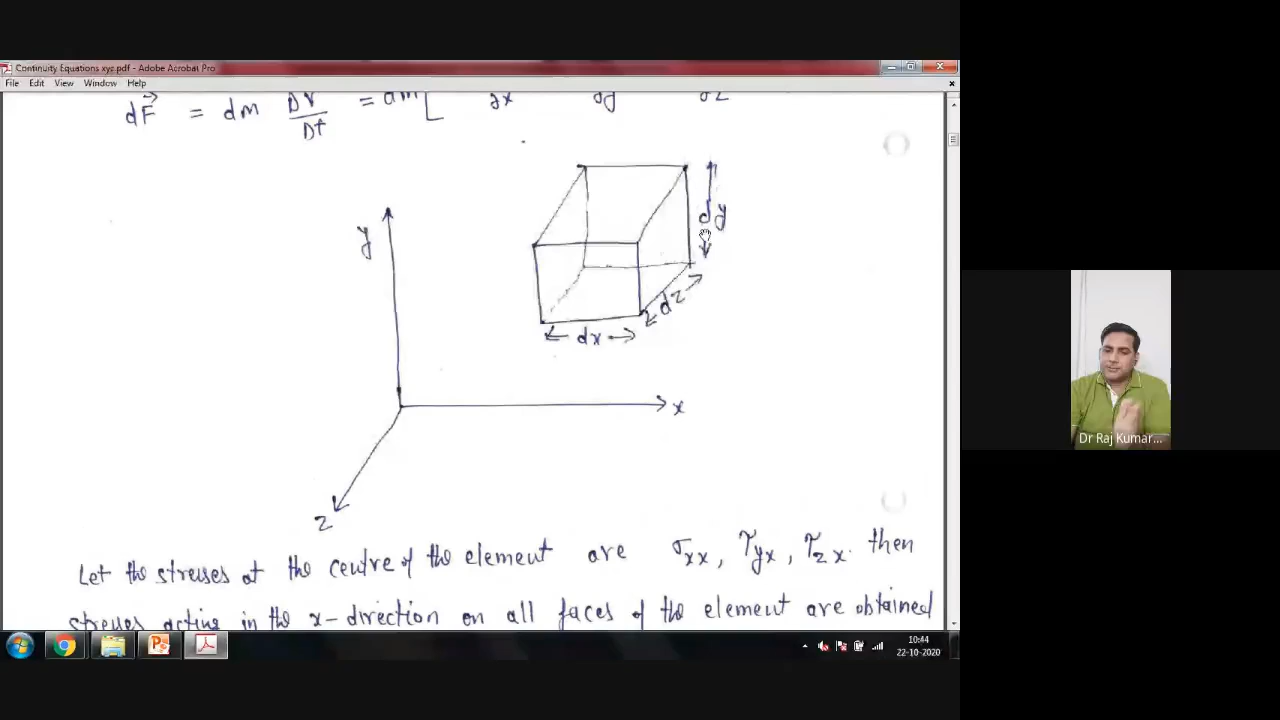 Continuity Equations xyc.pdf - Adobe Acrobat Pro
File Edit View Window Help
dF⃗ = dm DV/Dt = dm [ ∂x ∂y ∂z
y
dy
dz
dx
x
z
Let the stresses at the centre of the element are σxx, τyx, τzx. then
stresses acting in the x-direction on all faces of the element are obtained
Dr Raj Kumar...
10:44
22-10-2020